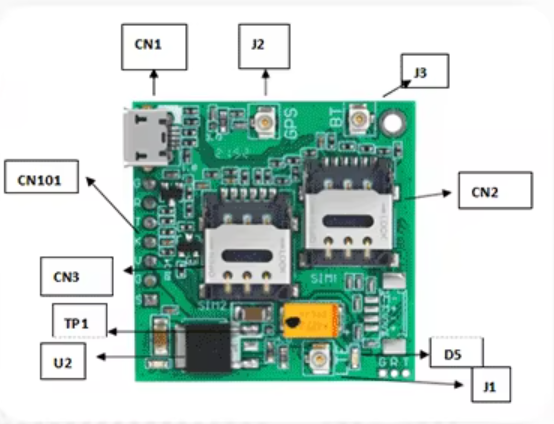 CN1
J2
J3
GPS
BT
CN101
G
R
T
K
V
G
S
CN2
CN3
SIM1
SIM2
TP1
U2
D5
G R T
J1